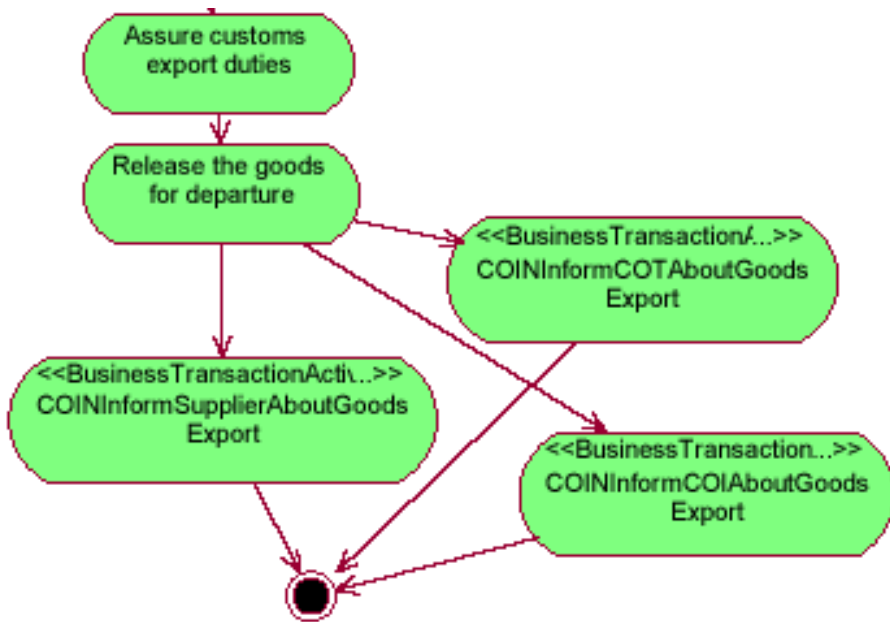 Assure customs
export duties
Release the goods
for departure
<<BusinessTransactionA...>>
COINInformCOTAboutGoods
Export
<<BusinessTransactionActiv...>>
COINInformSupplierAboutGoods
Export
<<BusinessTransaction...>>
COINInformCOIAboutGoods
Export